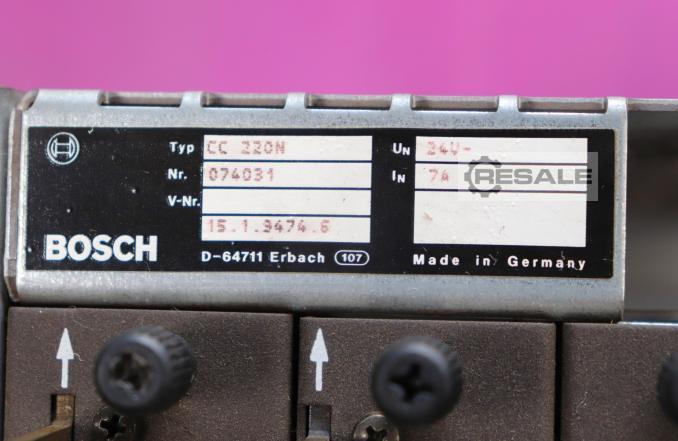 Typ CC 220N
Nr. 074031
V-Nr.
15.1.9474.6
UN 24V-
IN 7A
RESALE
BOSCH
D-64711 Erbach 107
Made in Germany